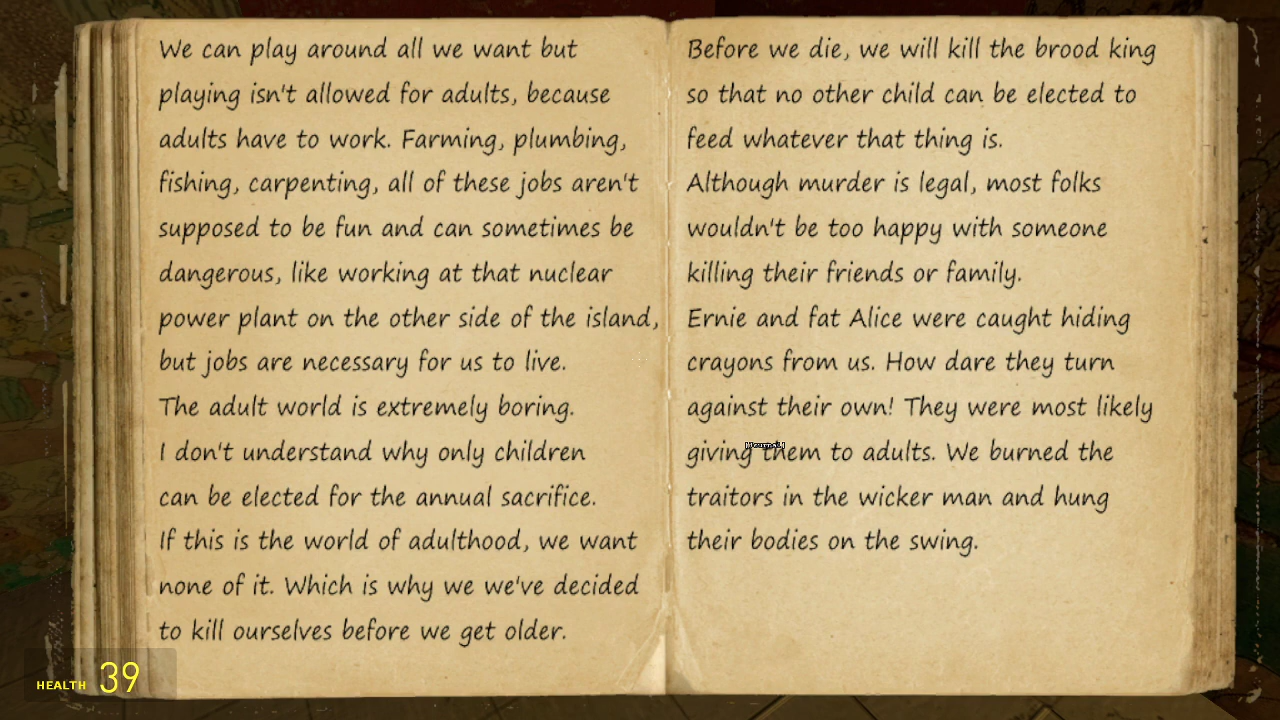 We can play around all we want but
playing isn't allowed for adults, because
adults have to work. Farming, plumbing,
fishing, carpenting, all of these jobs aren't
supposed to be fun and can sometimes be
dangerous, like working at that nuclear
power plant on the other side of the island,
but jobs are necessary for us to live.
The adult world is extremely boring.
I don't understand why only children
can be elected for the annual sacrifice.
If this is the world of adulthood, we want
none of it. Which is why we we've decided
to kill ourselves before we get older.
Before we die, we will kill the brood king
so that no other child can be elected to
feed whatever that thing is.
Although murder is legal, most folks
wouldn't be too happy with someone
killing their friends or family.
Ernie and fat Alice were caught hiding
crayons from us. How dare they turn
against their own! They were most likely
giving them to adults. We burned the
traitors in the wicker man and hung
their bodies on the swing.
[Journal]
HEALTH 39